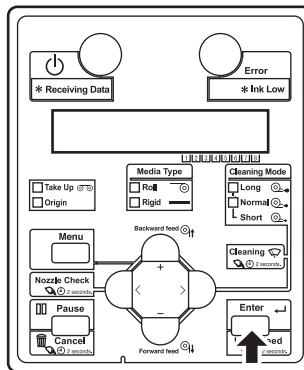 Error
* Receiving Data
* Ink Low
1 2 3 4 5 6 7 8
Media Type
Cleaning Mode
Take Up
Origin
Roll
Rigid
Long
Normal
Short
Menu
Backward feed
Cleaning
2 seconds.
Nozzle Check
2 seconds.
+
< >
−
Pause
Enter
Cancel
2 seconds.
Forward feed
2 seconds.